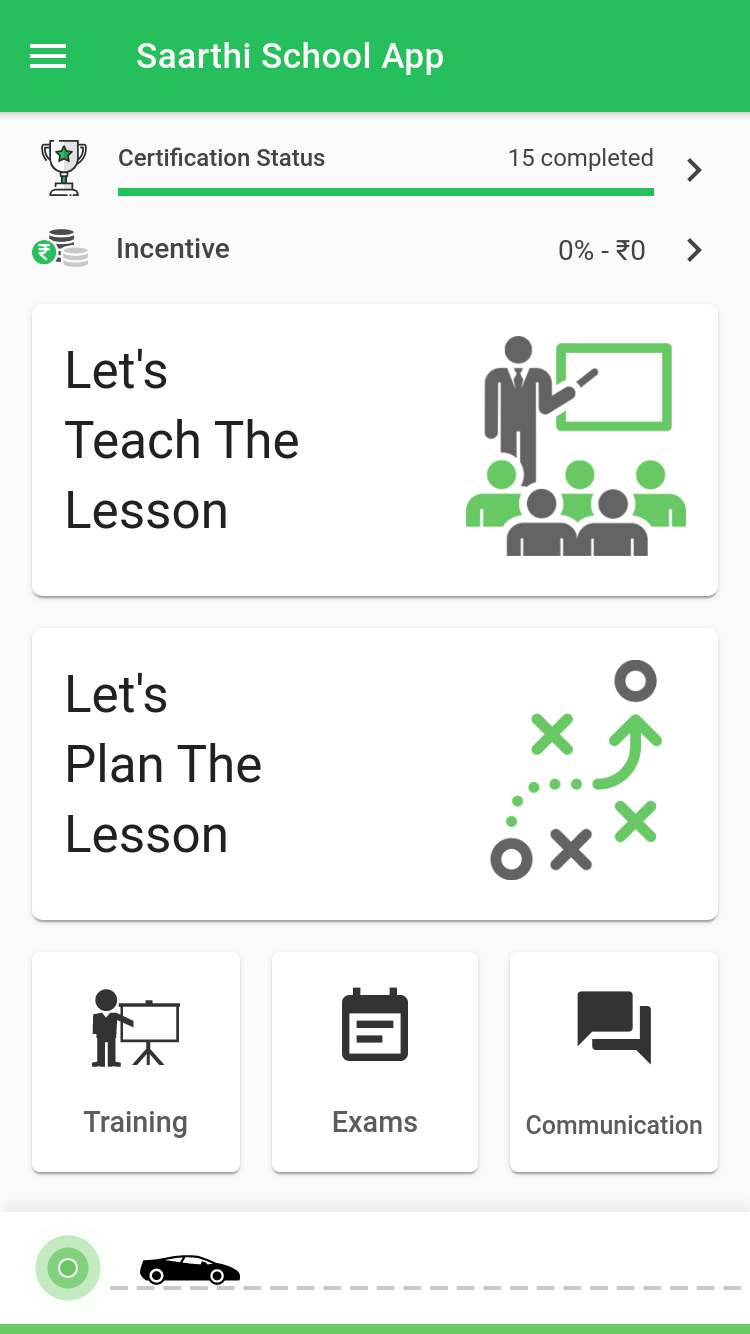 Saarthi School App
Certification Status 15 completed
₹ Incentive 0% - ₹0
Let's
Teach The
Lesson
Let's
Plan The
Lesson
Training Exams Communication